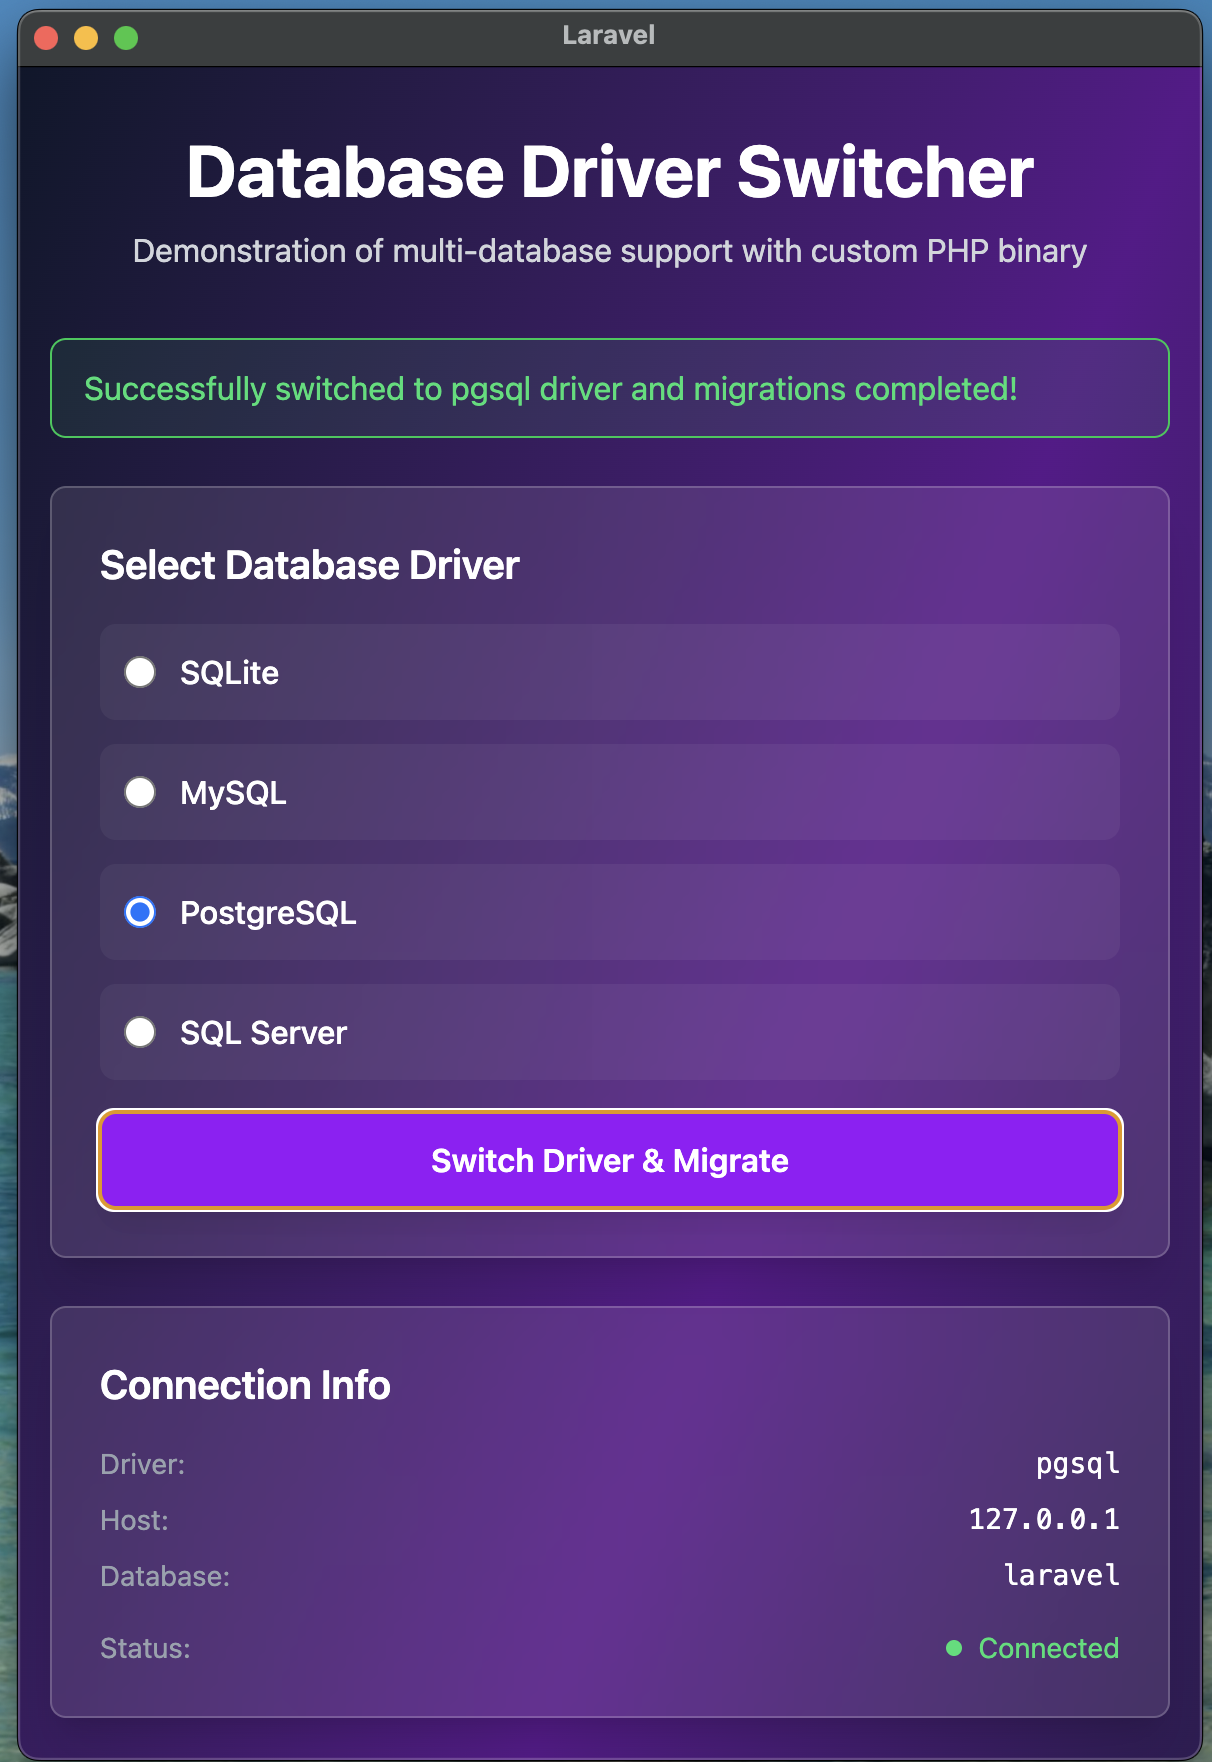 Laravel
Database Driver Switcher
Demonstration of multi-database support with custom PHP binary
Successfully switched to pgsql driver and migrations completed!
Select Database Driver
SQLite
MySQL
PostgreSQL
SQL Server
Switch Driver & Migrate
Connection Info
Driver: pgsql
Host: 127.0.0.1
Database: laravel
Status: Connected